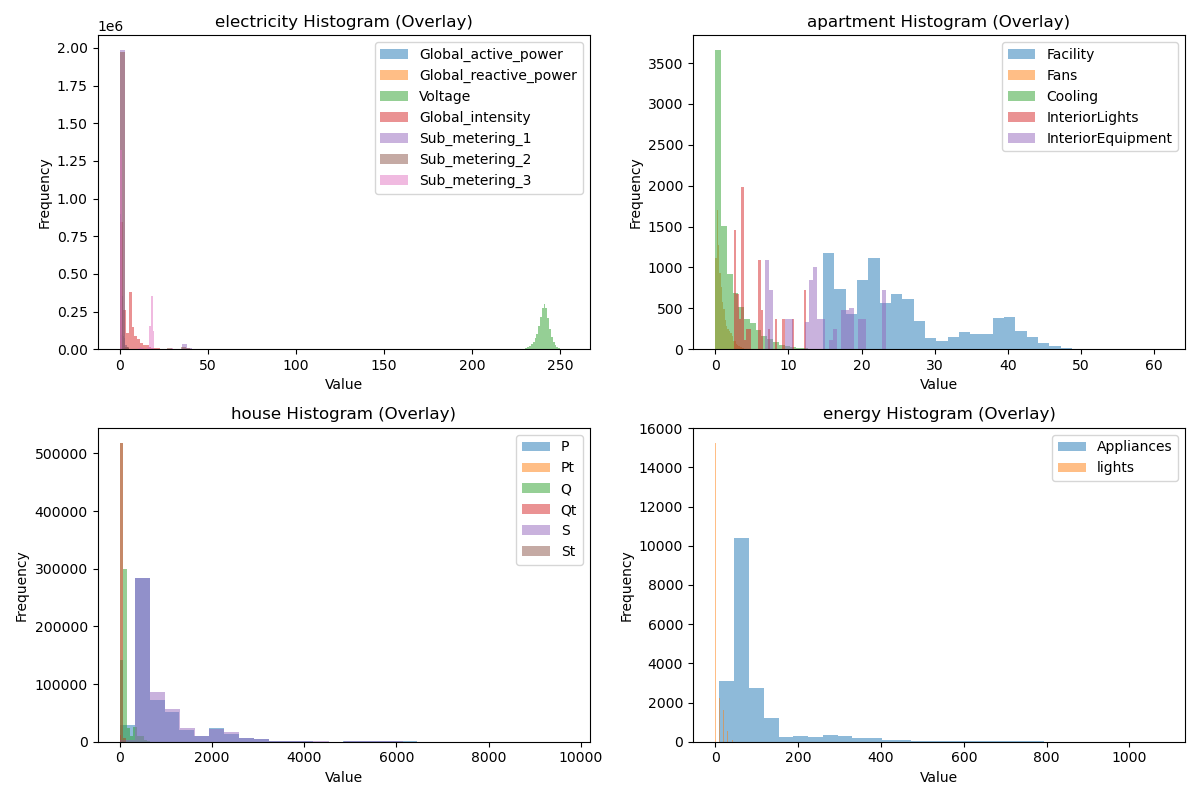 electricity Histogram (Overlay)
1e6
2.00
1.75
1.50
1.25
1.00
0.75
0.50
0.25
0.00
Frequency
0
50
100
150
200
250
Value
Global_active_power
Global_reactive_power
Voltage
Global_intensity
Sub_metering_1
Sub_metering_2
Sub_metering_3
apartment Histogram (Overlay)
3500
3000
2500
2000
1500
1000
500
0
Frequency
0
10
20
30
40
50
60
Value
Facility
Fans
Cooling
InteriorLights
InteriorEquipment
house Histogram (Overlay)
500000
400000
300000
200000
100000
0
Frequency
0
2000
4000
6000
8000
10000
Value
P
Pt
Q
Qt
S
St
energy Histogram (Overlay)
16000
14000
12000
10000
8000
6000
4000
2000
0
Frequency
0
200
400
600
800
1000
Value
Appliances
lights